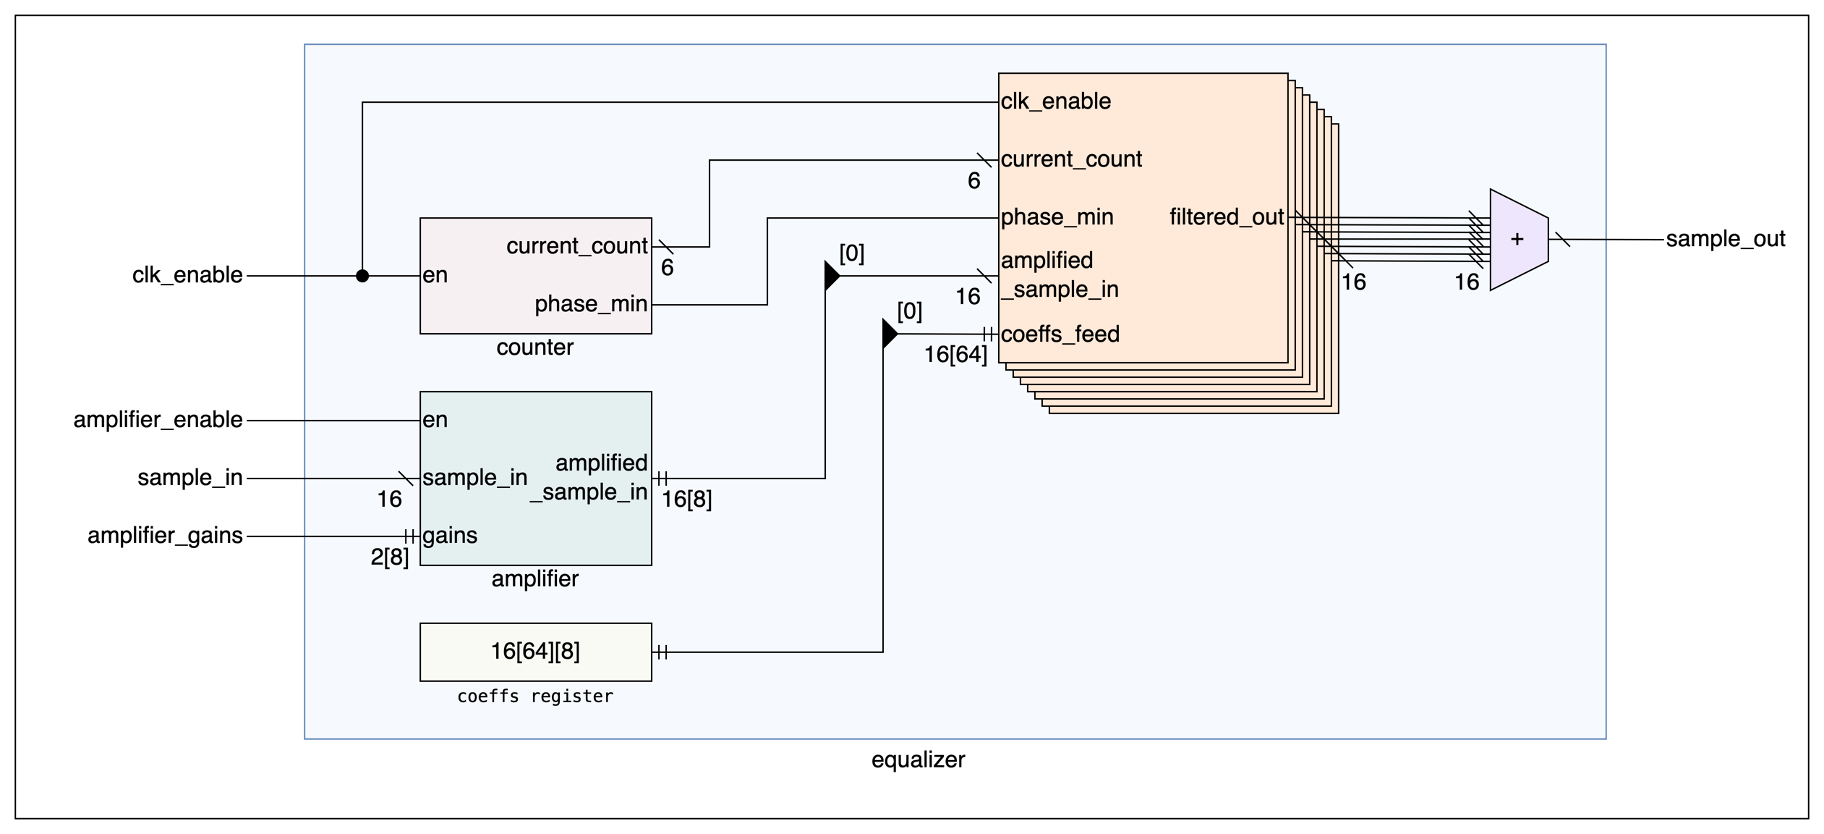 clk_enable
current_count
6
phase_min
filtered_out
amplified
_sample_in
16
coeffs_feed
16[64]
[0]
[0]
16
16
+
sample_out
clk_enable
en
current_count
6
phase_min
counter
amplifier_enable
en
sample_in
16
sample_in
amplified
_sample_in
16[8]
amplifier_gains
2[8]
gains
amplifier
16[64][8]
coeffs register
equalizer